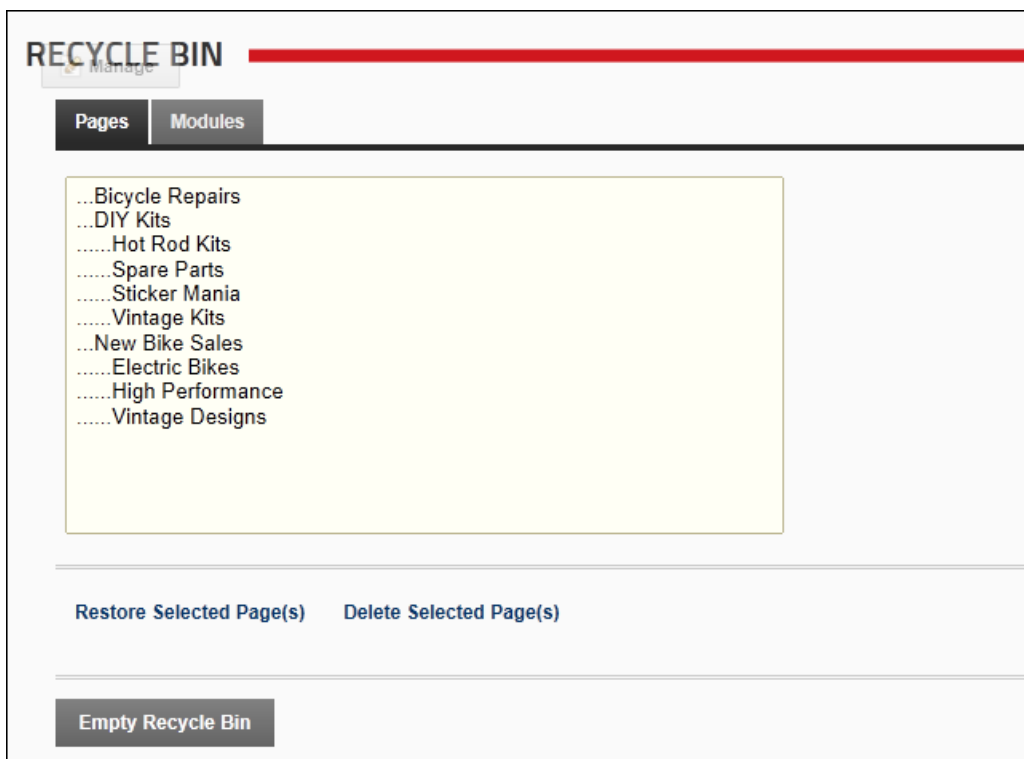 RECYCLE BIN
Manage
Pages Modules
...Bicycle Repairs
...DIY Kits
......Hot Rod Kits
......Spare Parts
......Sticker Mania
......Vintage Kits
...New Bike Sales
......Electric Bikes
......High Performance
......Vintage Designs
Restore Selected Page(s) Delete Selected Page(s)
Empty Recycle Bin